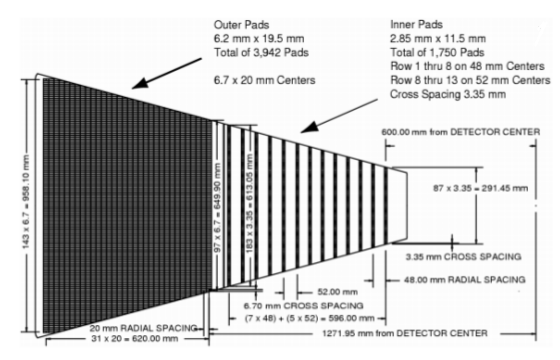 Outer Pads
6.2 mm x 19.5 mm
Total of 3,942 Pads
6.7 x 20 mm Centers
Inner Pads
2.85 mm x 11.5 mm
Total of 1,750 Pads
Row 1 thru 8 on 48 mm Centers
Row 8 thru 13 on 52 mm Centers
Cross Spacing 3.35 mm
600.00 mm from DETECTOR CENTER
143 x 6.7 = 958.10 mm
97 x 6.7 = 649.90 mm
183 x 3.35 = 613.05 mm
87 x 3.35 = 291.45 mm
3.35 mm CROSS SPACING
48.00 mm RADIAL SPACING
52.00 mm
6.70 mm CROSS SPACING
(7 x 48) + (5 x 52) = 596.00 mm
20 mm RADIAL SPACING
31 x 20 = 620.00 mm
1271.95 mm from DETECTOR CENTER